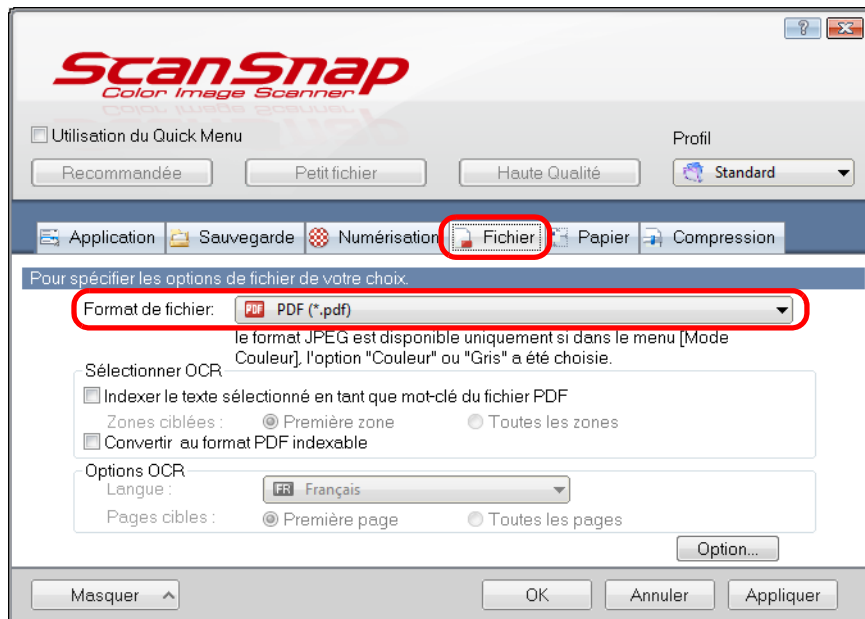 ScanSnap
Color Image Scanner
Utilisation du Quick Menu
Profil
Recommandée Petit fichier Haute Qualité Standard
Application Sauvegarde Numérisation Fichier Papier Compression
Pour spécifier les options de fichier de votre choix.
Format de fichier: PDF PDF (*.pdf)
le format JPEG est disponible uniquement si dans le menu [Mode
Couleur], l'option "Couleur" ou "Gris" a été choisie.
Sélectionner OCR
Indexer le texte sélectionné en tant que mot-clé du fichier PDF
Zones ciblées : Première zone Toutes les zones
Convertir au format PDF indexable
Options OCR
Langue : FR Français
Pages cibles : Première page Toutes les pages
Option...
Masquer OK Annuler Appliquer